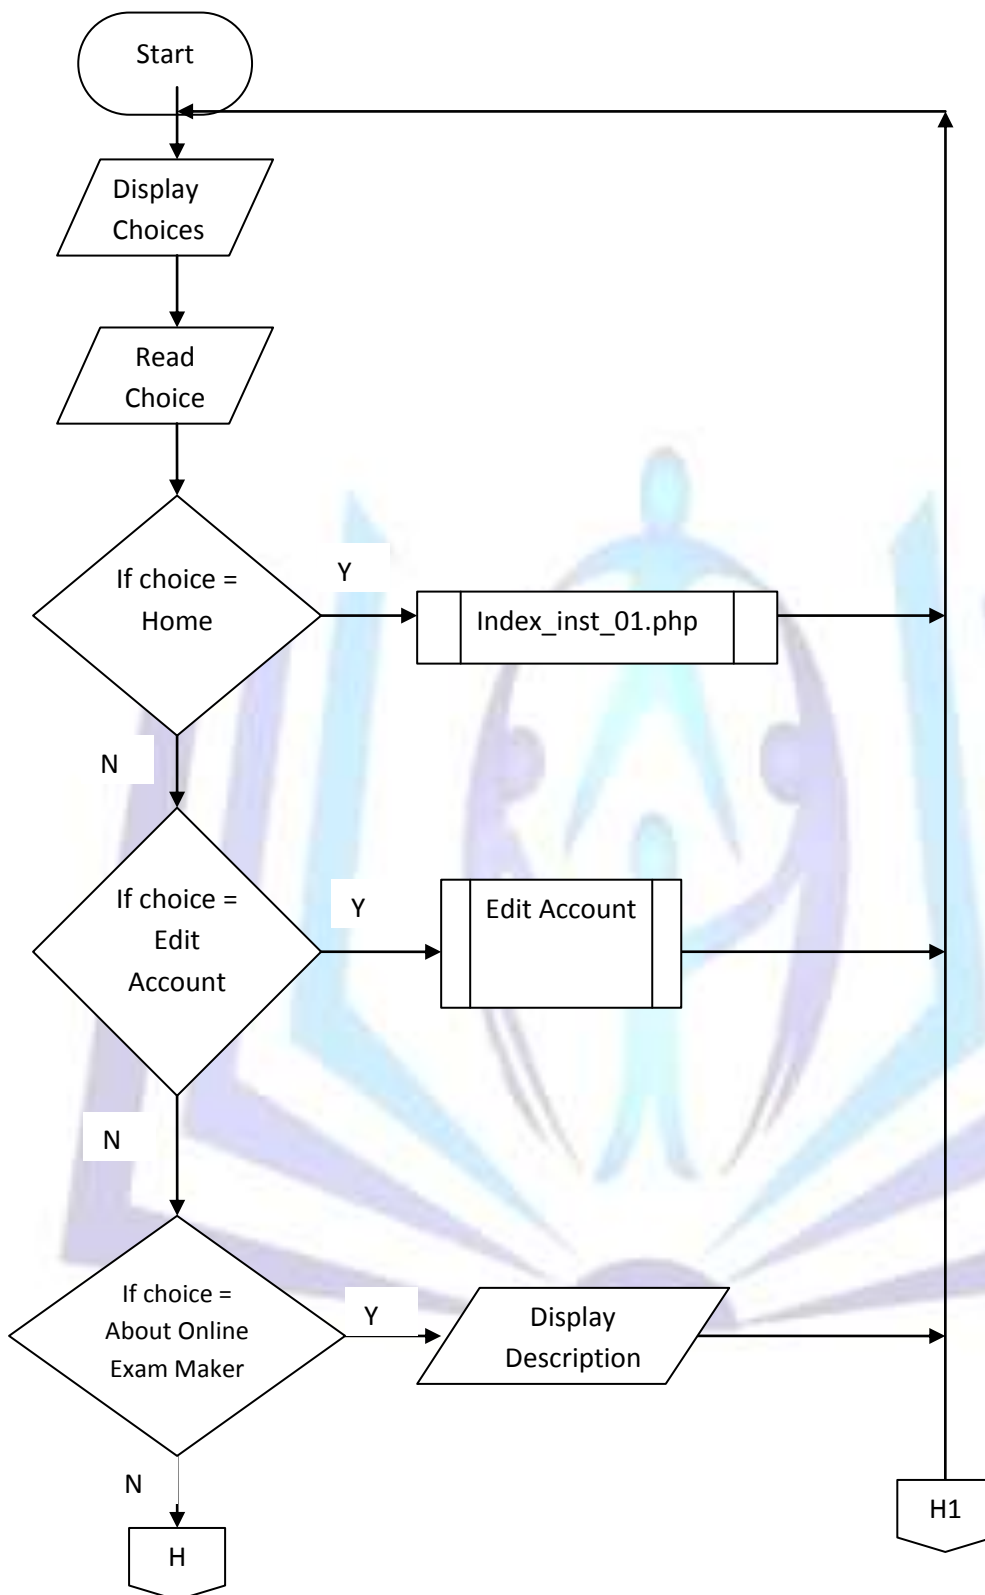 Start
Display
Choices
Read
Choice
If choice =
Home
Y
Index_inst_01.php
N
If choice =
Edit
Account
Y
Edit Account
N
If choice =
About Online
Exam Maker
Y
Display
Description
N
H
H1